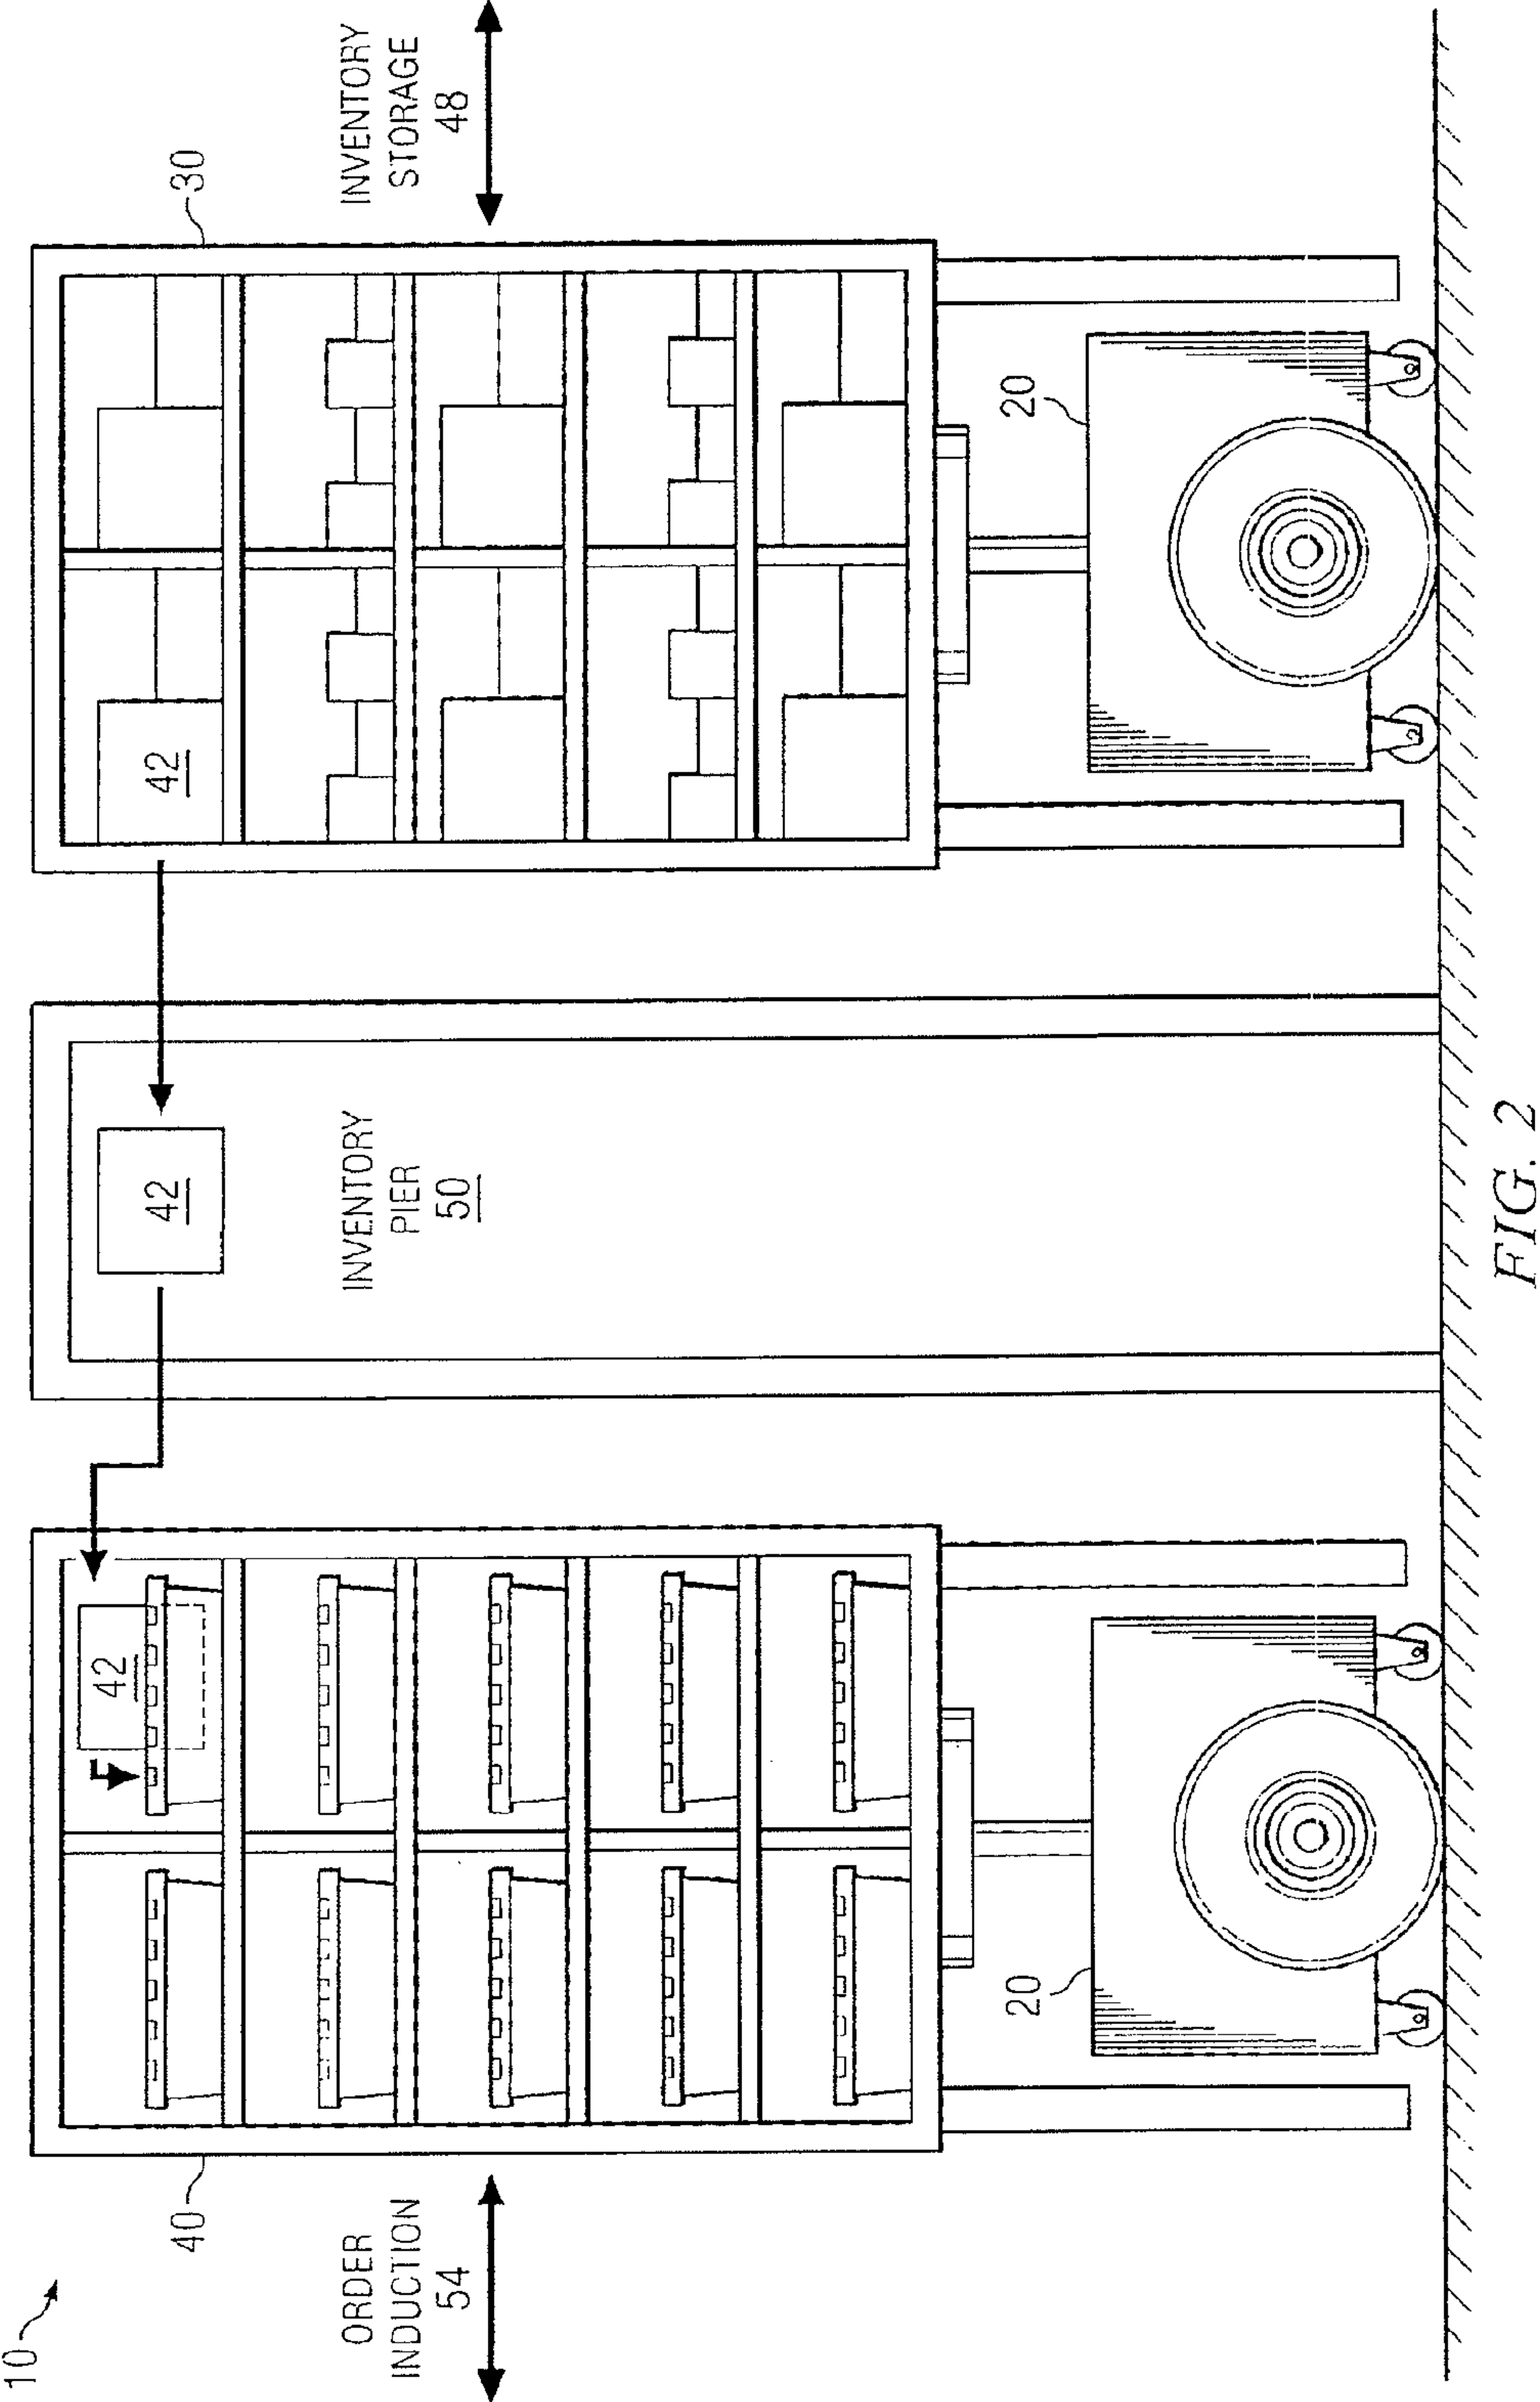 10
ORDER
INDUCTION
54
40
42
20
INVENTORY
PIER
50
42
42
30
20
INVENTORY
STORAGE
48
FIG. 2